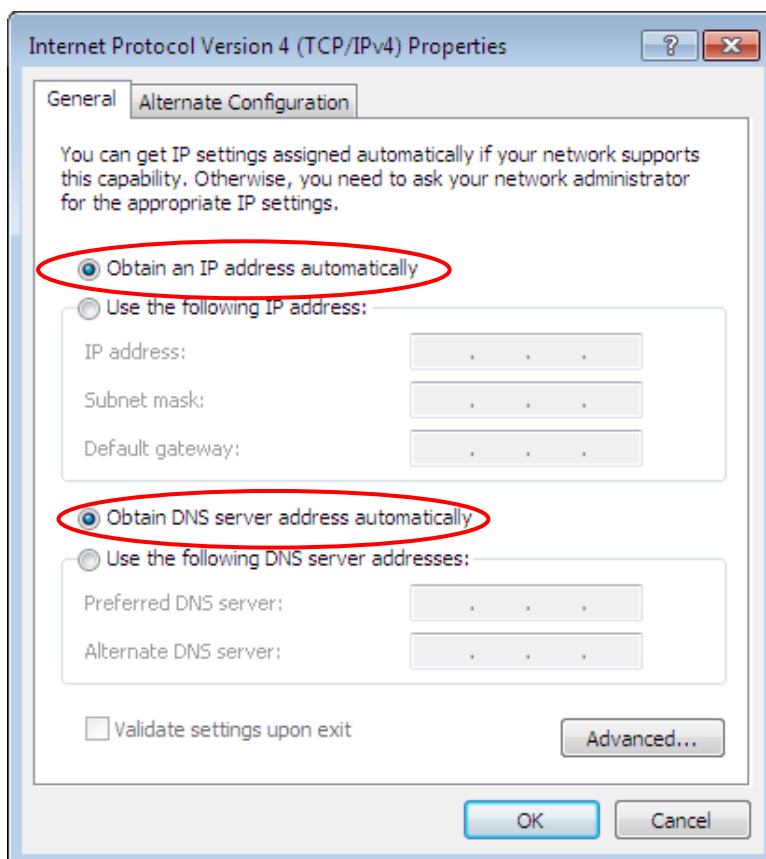 Internet Protocol Version 4 (TCP/IPv4) Properties
General
Alternate Configuration
You can get IP settings assigned automatically if your network supports
this capability. Otherwise, you need to ask your network administrator
for the appropriate IP settings.
Obtain an IP address automatically
Use the following IP address:
IP address:
Subnet mask:
Default gateway:
Obtain DNS server address automatically
Use the following DNS server addresses:
Preferred DNS server:
Alternate DNS server:
Validate settings upon exit
Advanced...
OK
Cancel